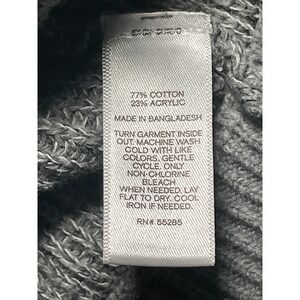 77% COTTON
23% ACRYLIC
MADE IN BANGLADESH
TURN GARMENT INSIDE
OUT. MACHINE WASH
COLD WITH LIKE
COLORS. GENTLE
CYCLE. ONLY
NON-CHLORINE
BLEACH
WHEN NEEDED. LAY
FLAT TO DRY. COOL
IRON IF NEEDED.
RN# 55285